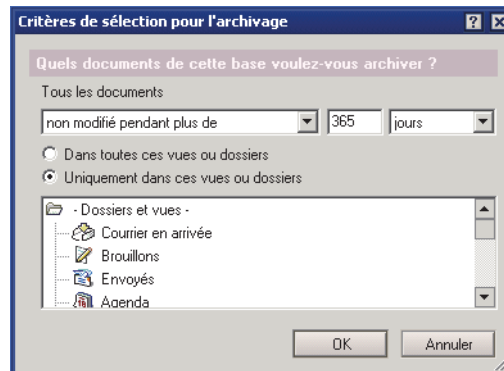 Critères de sélection pour l'archivage
Quels documents de cette base voulez-vous archiver ?
Tous les documents
non modifié pendant plus de 365 jours
Dans toutes ces vues ou dossiers
Uniquement dans ces vues ou dossiers
- Dossiers et vues -
Courrier en arrivée
Brouillons
Envoyés
Agenda
OK Annuler